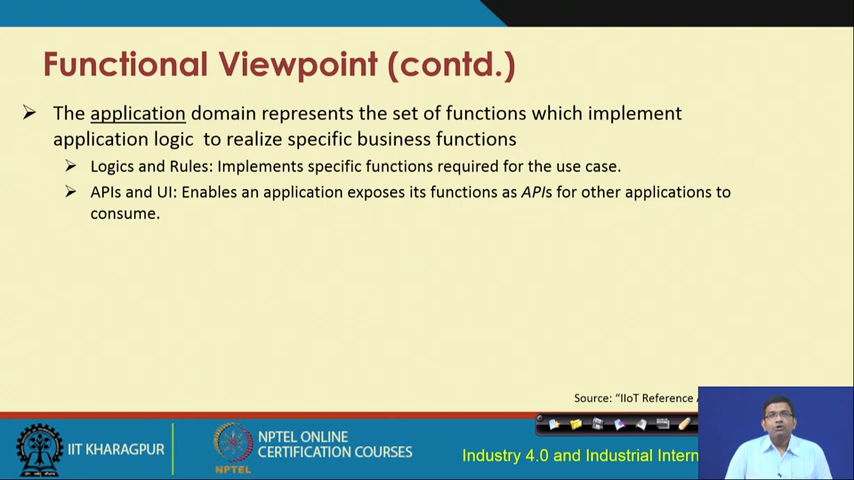 Functional Viewpoint (contd.)
The application domain represents the set of functions which implement
application logic to realize specific business functions
Logics and Rules: Implements specific functions required for the use case.
APIs and UI: Enables an application exposes its functions as APIs for other applications to
consume.
Source: "IIoT Reference
IIT KHARAGPUR
NPTEL
NPTEL ONLINE
CERTIFICATION COURSES
Industry 4.0 and Industrial